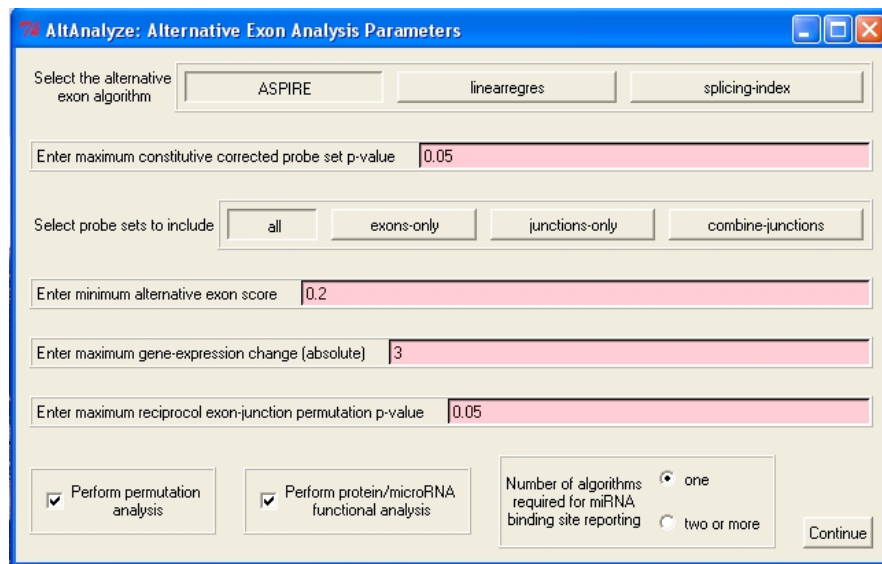 AltAnalyze: Alternative Exon Analysis Parameters
Select the alternative
exon algorithm
ASPIRE
linearregres
splicing-index
Enter maximum constitutive corrected probe set p-value
0.05
Select probe sets to include
all
exons-only
junctions-only
combine-junctions
Enter minimum alternative exon score
0.2
Enter maximum gene-expression change (absolute)
3
Enter maximum reciprocol exon-junction permutation p-value
0.05
Perform permutation
analysis
Perform protein/microRNA
functional analysis
Number of algorithms
required for miRNA
binding site reporting
one
two or more
Continue